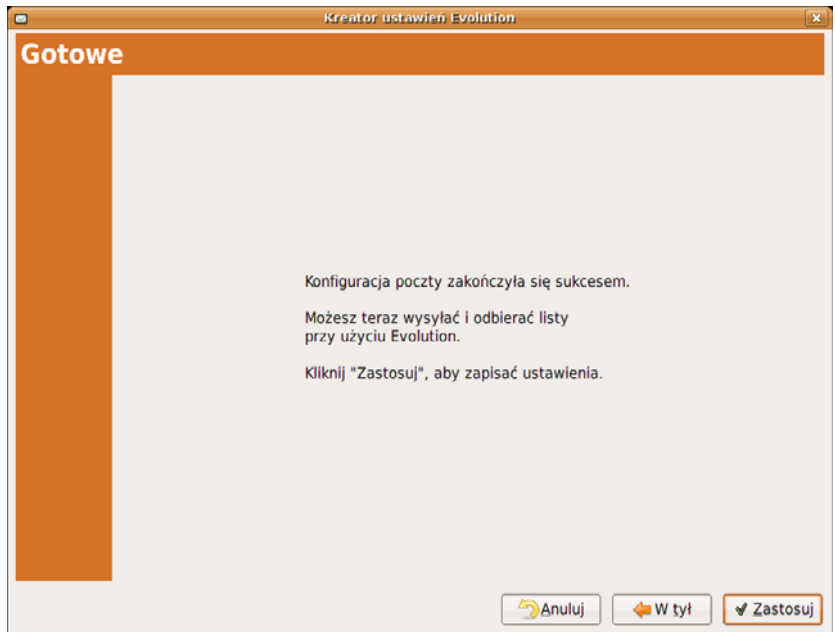 Kreator ustawień Evolution
Gotowe
Konfiguracja poczty zakończyła się sukcesem.
Możesz teraz wysyłać i odbierać listy
przy użyciu Evolution.
Kliknij "Zastosuj", aby zapisać ustawienia.
Anuluj
W tył
Zastosuj